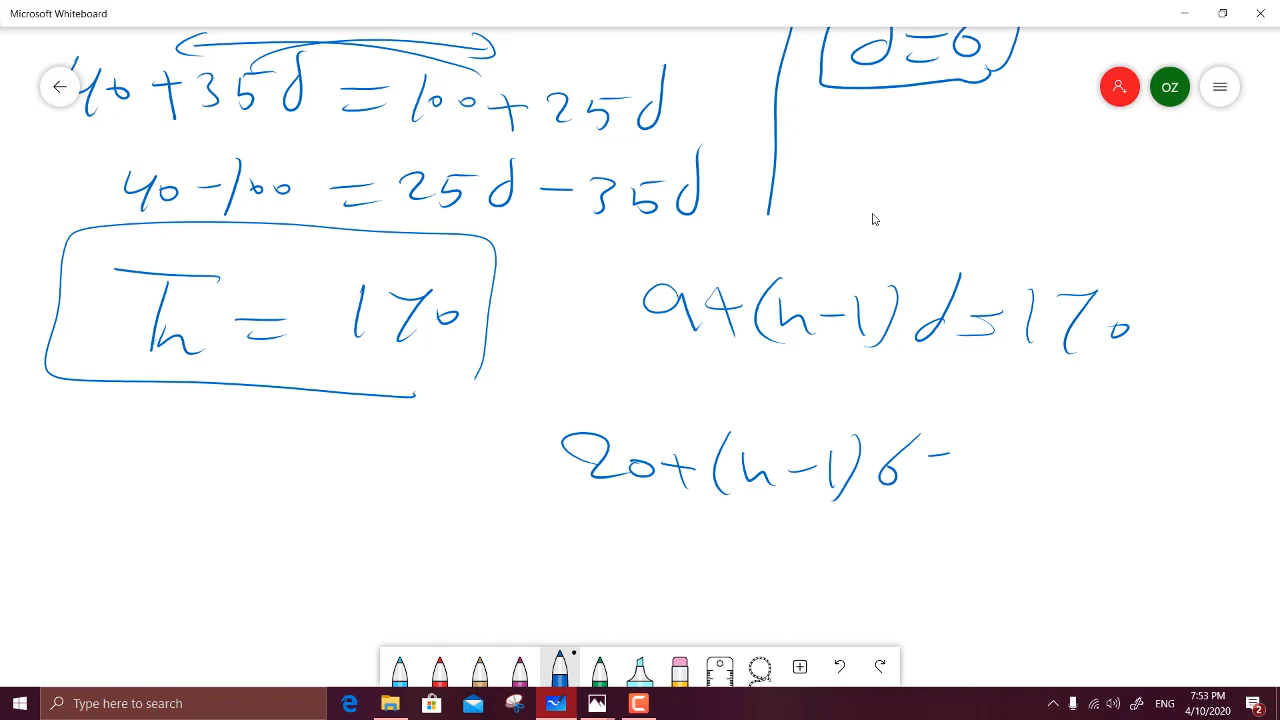 Microsoft Whiteboard
d=6
40+35d = 100+25d
OZ
40-100 = 25d-35d
Tn = 170
a+(n-1)d=170
20+(n-1)6=
Type here to search
ENG
7:53 PM
4/10/2020
2